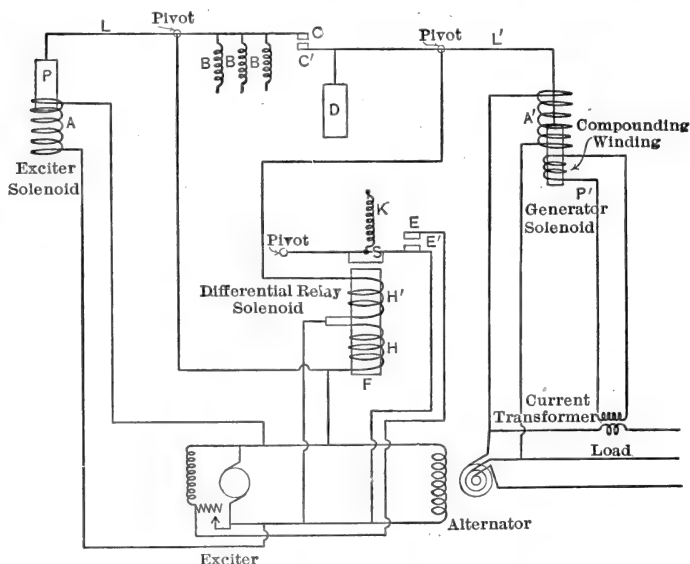 Pivot
L
C
C'
Pivot
L'
B B B
P
A
Exciter
Solenoid
D
A'
Compounding
Winding
P'
Generator
Solenoid
K
Pivot
S
E
E'
Differential Relay
Solenoid
H'
H
F
Current
Transformer
Load
Alternator
Exciter